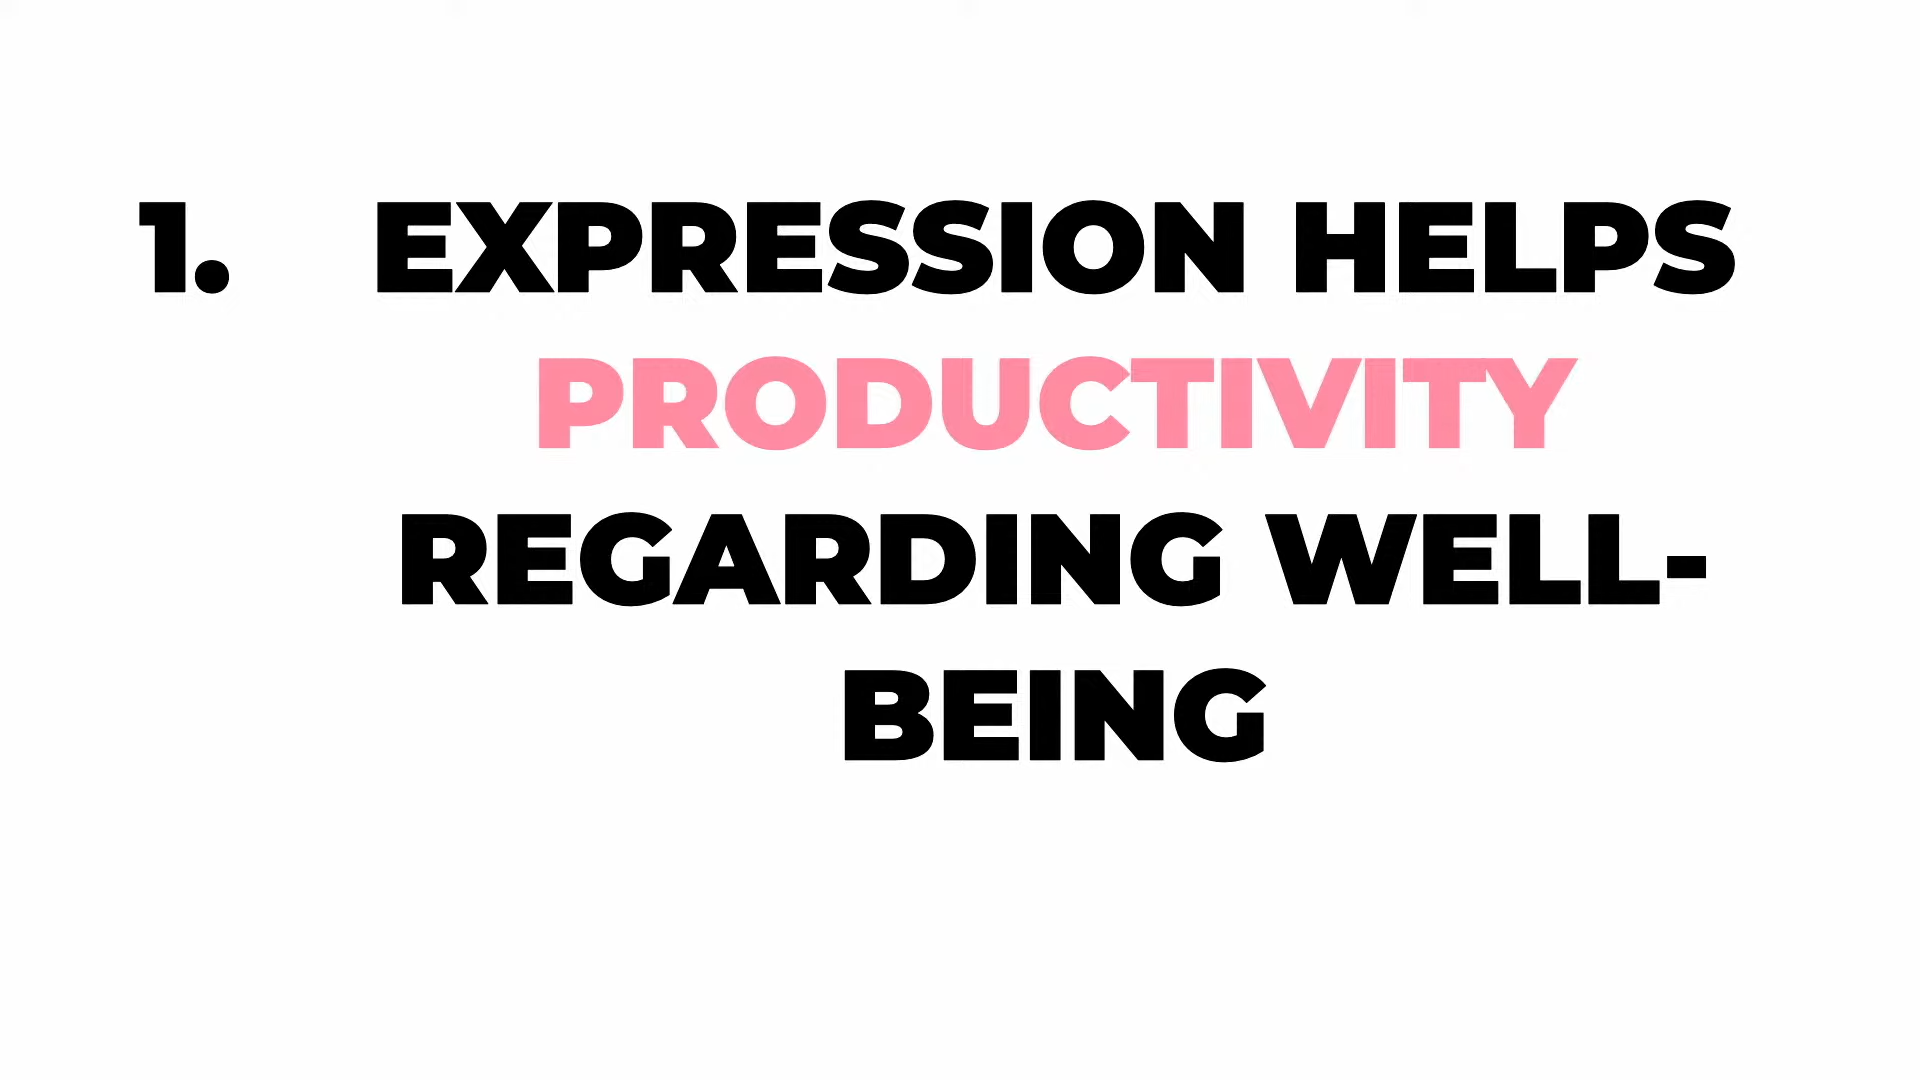 1. EXPRESSION HELPS
PRODUCTIVITY
REGARDING WELL-
BEING